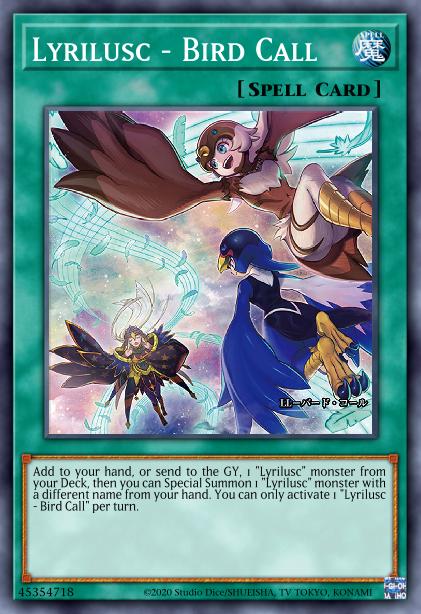 Lyrilusc - Bird Call
SPELL
魔
[Spell Card]
LL-バード・コール
Add to your hand, or send to the GY, 1 "Lyrilusc" monster from
your Deck, then you can Special Summon 1 "Lyrilusc" monster with
a different name from your hand. You can only activate 1 "Lyrilusc
- Bird Call" per turn.
45354718
©2020 Studio Dice/SHUEISHA, TV TOKYO, KONAMI